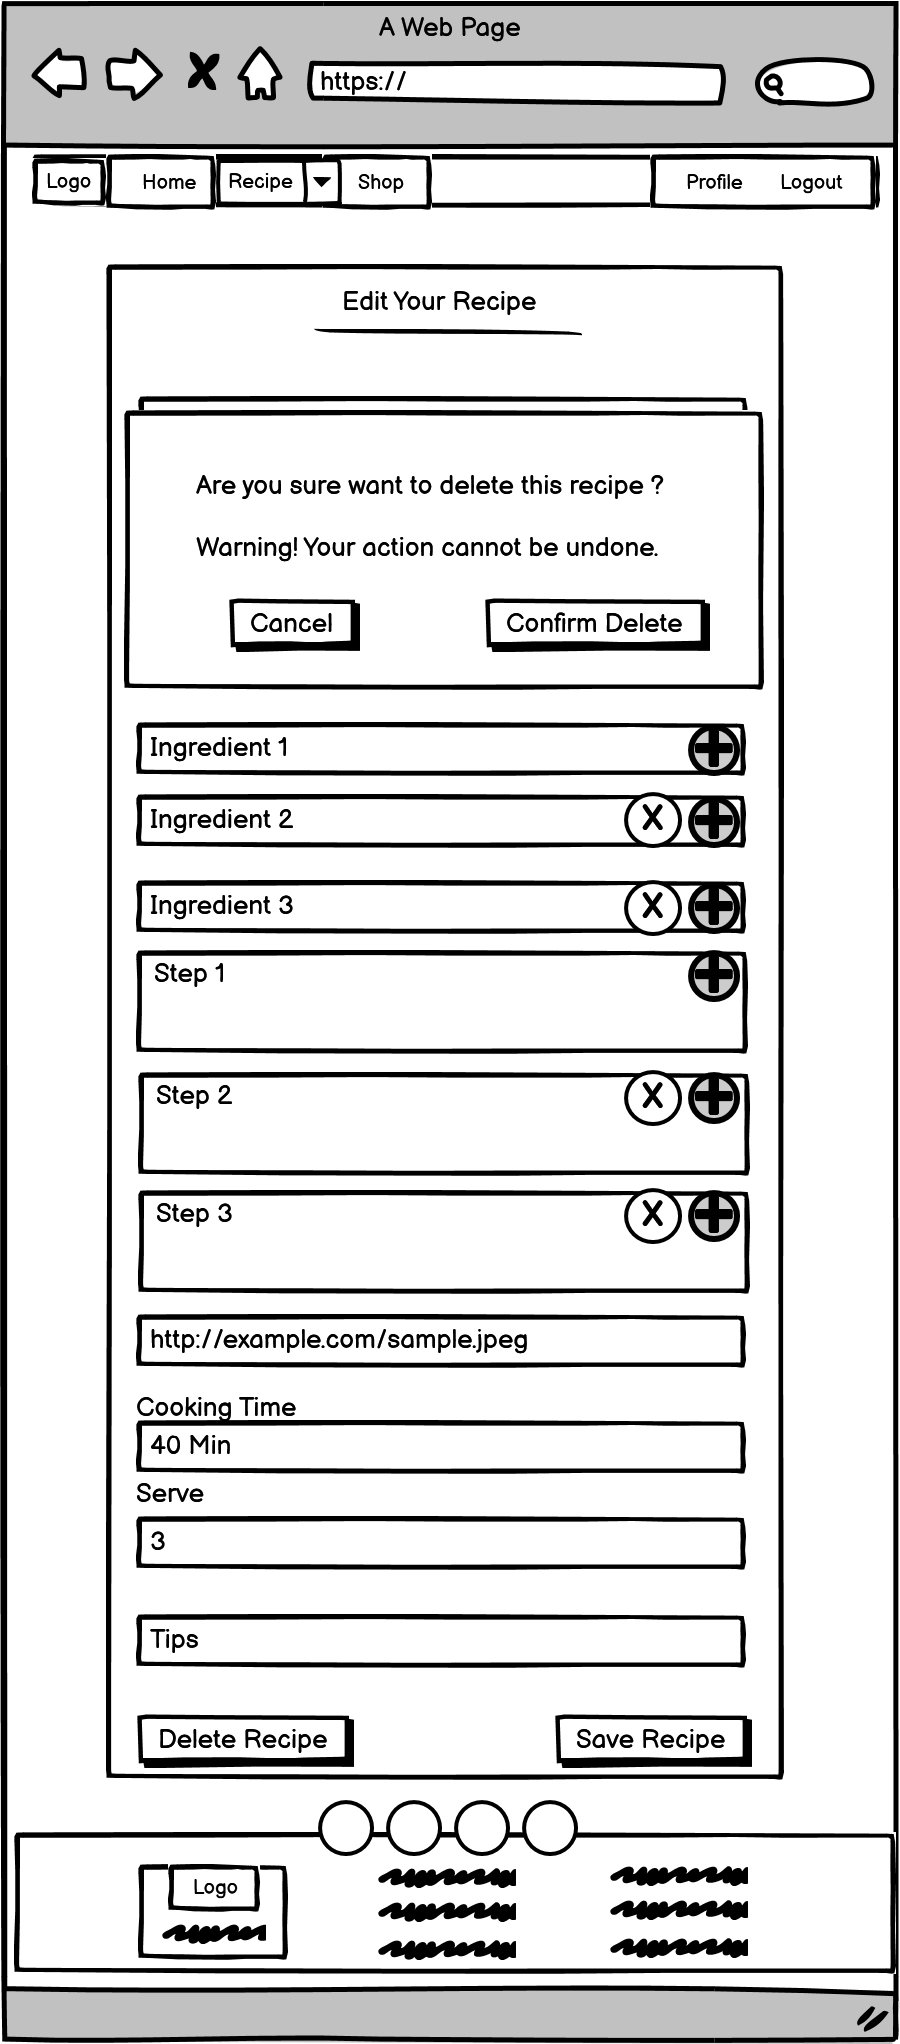 A Web Page
https://
Logo Home Recipe Shop Profile Logout
Edit Your Recipe
Are you sure want to delete this recipe ?
Warning! Your action cannot be undone.
Cancel Confirm Delete
Ingredient 1
Ingredient 2 X
Ingredient 3 X
Step 1
Step 2 X
Step 3 X
http://example.com/sample.jpeg
Cooking Time
40 Min
Serve
3
Tips
Delete Recipe Save Recipe
Logo